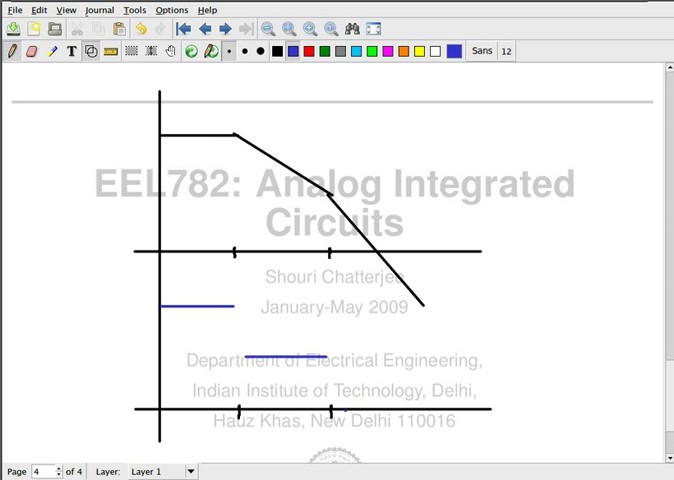 File Edit View Journal Tools Options Help
Sans 12
EEL782: Analog Integrated
Circuits
Shouri Chatterjee
January-May 2009
Department of Electrical Engineering,
Indian Institute of Technology, Delhi,
Hauz Khas, New Delhi 110016
Page 4 of 4 Layer: Layer 1